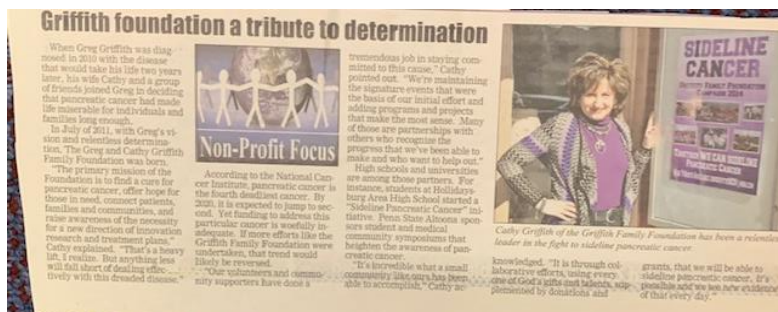 Griffith foundation a tribute to determination
When Greg Griffith was diag-
nosed in 2010 with the disease
that would take his life two years
later, his wife Cathy and a group
of friends joined Greg in deciding
that pancreatic cancer had made
life miserable for individuals and
families long enough.
In July of 2011, with Greg's vi-
sion and relentless determina-
tion, The Greg and Cathy Griffith
Family Foundation was born.
"The primary mission of the
Foundation is to find a cure for
pancreatic cancer, offer hope for
those in need, connect patients,
families and communities, and
raise awareness of the necessity
for a new direction of innovation
research and treatment plans,"
Cathy explained. "That's a heavy
lift, I realize. But anything less
will fall short of dealing effec-
tively with this dreaded disease."
Non-Profit Focus
According to the National Can-
cer Institute, pancreatic cancer is
the fourth deadliest cancer. By
2020, it is expected to jump to sec-
ond. Yet funding to address this
particular cancer is woefully in-
adequate. If more efforts like the
Griffith Family Foundation were
undertaken, that trend would
likely be reversed.
"Our volunteers and commu-
nity supporters have done a
tremendous job in staying com-
mitted to this cause," Cathy
pointed out. "We're maintaining
the signature events that were
the basis of our initial effort and
adding programs and projects
that make the most sense. Many
of those are partnerships with
others who recognize the
progress that we've been able to
make and who want to help out."
High schools and universities
are among those partners. For
instance, students at Hollidays-
burg Area High School started a
"Sideline Pancreatic Cancer" ini-
tiative. Penn State Altoona spon-
sors student and medical
community symposiums that
heighten the awareness of pan-
creatic cancer.
"It's incredible what a small
community like ours has been
able to accomplish," Cathy ac-
SIDELINE
CANCER
GRIFFITH FAMILY FOUNDATION
CAMPAIGN 2014
TOGETHER WE CAN SIDELINE
PANCREATIC CANCER
Cathy Griffith of the Griffith Family Foundation has been a relentless
leader in the fight to sideline pancreatic cancer.
knowledged. "It is through col-
laborative efforts, using every
one of God's gifts and talents, sup-
plemented by donations and
grants, that we will be able to
sideline pancreatic cancer. It's
possible and we see new evidence
of that every day."